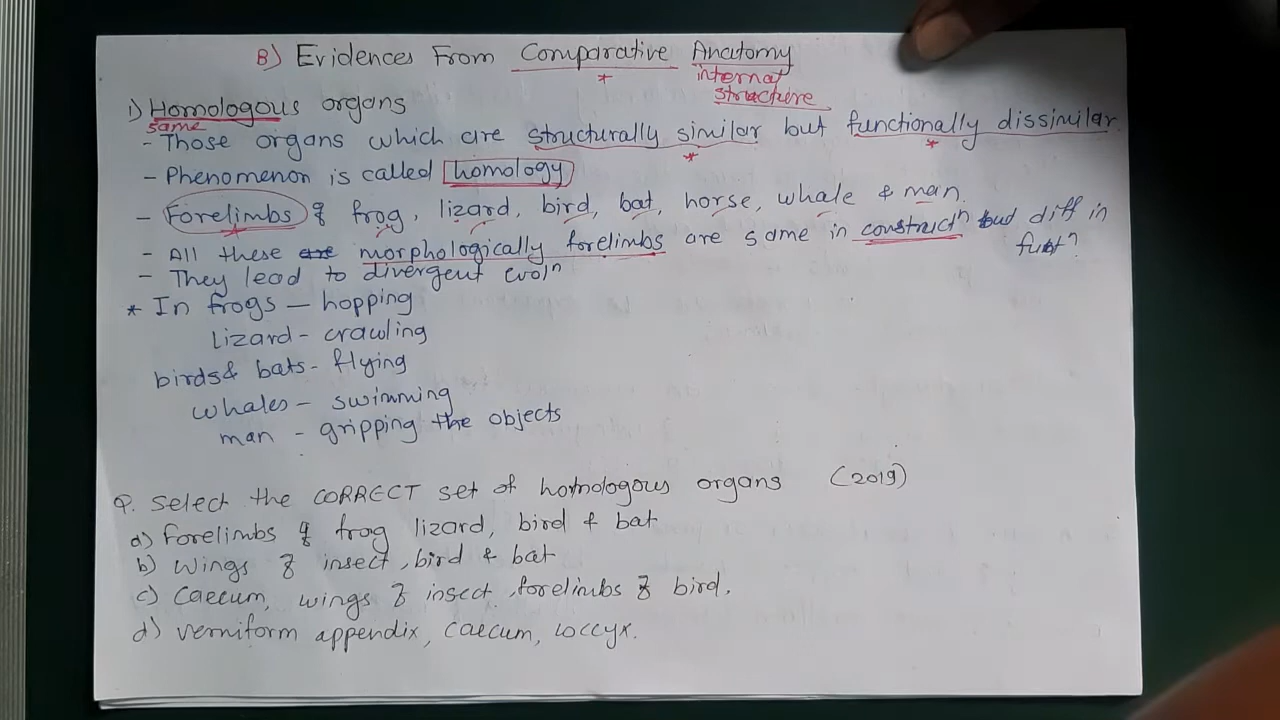 B) Evidences From Comparative Anatomy
*
internat
structure
i) Homologous organs
same
- Those organs which are structurally similar but functionally dissimilar.
* *
- Phenomenon is called homology
- Forelimbs of frog, lizard, bird, bat, horse, whale & man.
- All these are morphologically forelimbs are same in constructn but diff in
functn
- They lead to divergent evoln
* In frogs – hopping
lizard – crawling
birds & bats – flying
whales – swimming
man – gripping the objects
Q. select the CORRECT set of homologous organs (2019)
a) Forelimbs of frog lizard, bird & bat
b) wings of insect, bird & bat
c) Caecum, wings of insect, forelimbs of bird.
d) vermiform appendix, caecum, coccyx.